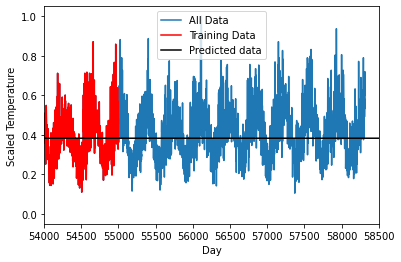 All Data
Training Data
Predicted data
1.0
0.8
0.6
0.4
0.2
0.0
Scaled Temperature
54000 54500 55000 55500 56000 56500 57000 57500 58000 58500
Day